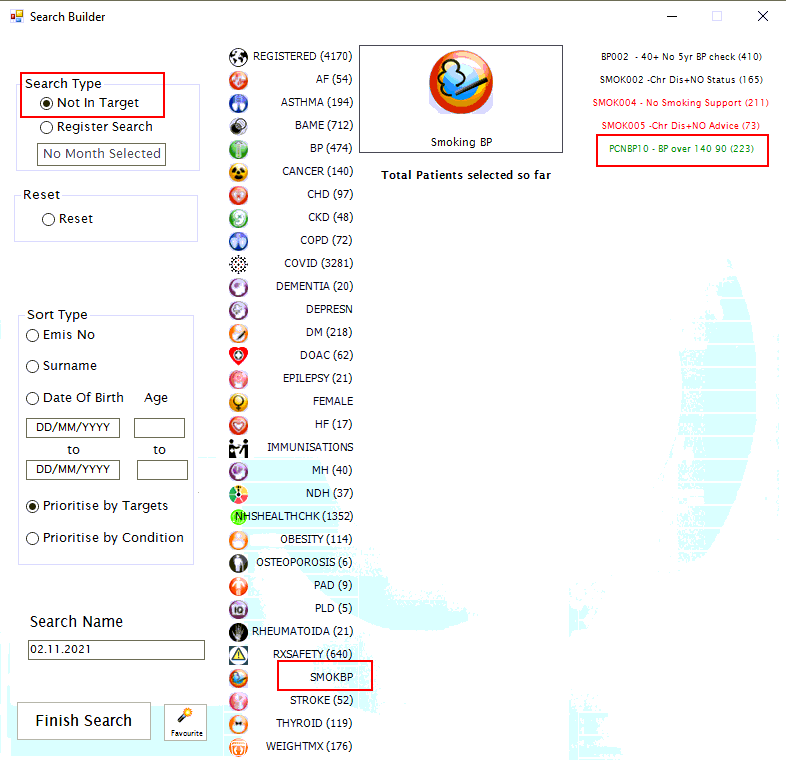 Search Builder
Search Type
Not In Target
Register Search
No Month Selected
Reset
Reset
Sort Type
Emis No
Surname
Date Of Birth Age
DD/MM/YYYY
to to
DD/MM/YYYY
Prioritise by Targets
Prioritise by Condition
Search Name
02.11.2021
Finish Search
Favourite
REGISTERED (4170)
AF (54)
ASTHMA (194)
BAME (712)
BP (474)
CANCER (140)
CHD (97)
CKD (48)
COPD (72)
COVID (3281)
DEMENTIA (20)
DEPRESN
DM (218)
DOAC (62)
EPILEPSY (21)
FEMALE
HF (17)
IMMUNISATIONS
MH (40)
NDH (37)
NHSHEALTHCHK (1352)
OBESITY (114)
OSTEOPOROSIS (6)
PAD (9)
IQ PLD (5)
RHEUMATOIDA (21)
RXSAFETY (640)
SMOKBP
STROKE (52)
THYROID (119)
WEIGHTMX (176)
Smoking BP
Total Patients selected so far
BP002 - 40+ No 5yr BP check (410)
SMOK002 -Chr Dis+NO Status (165)
SMOK004 - No Smoking Support (211)
SMOK005 -Chr Dis+NO Advice (73)
PCNBP10 - BP over 140 90 (223)